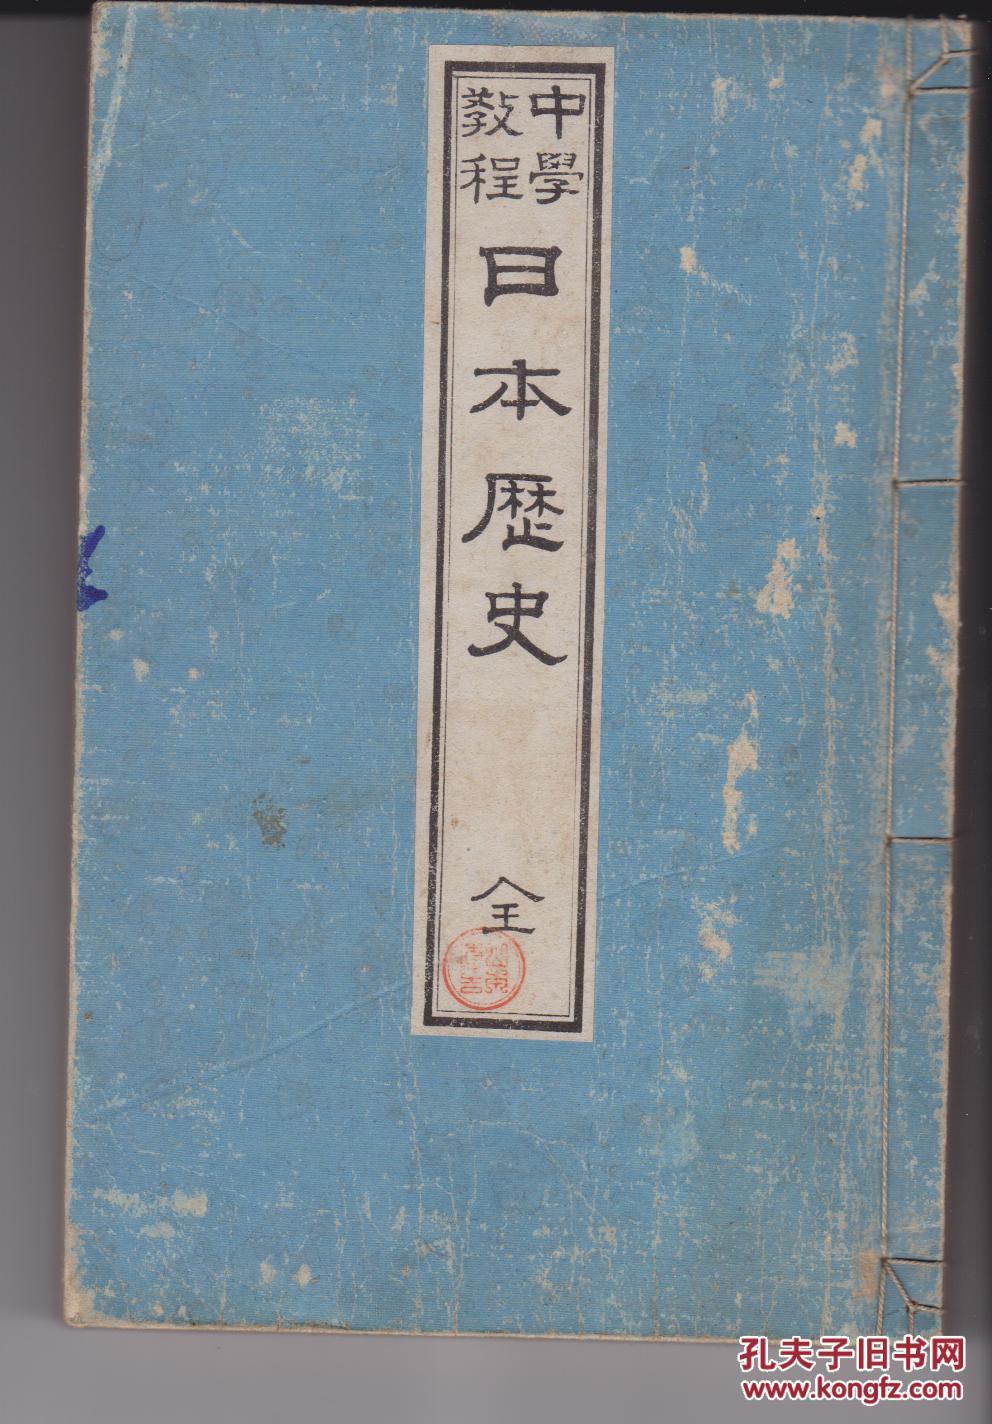 中學
敎程
日本歷史
全
孔夫子旧书网
www.kongfz.com